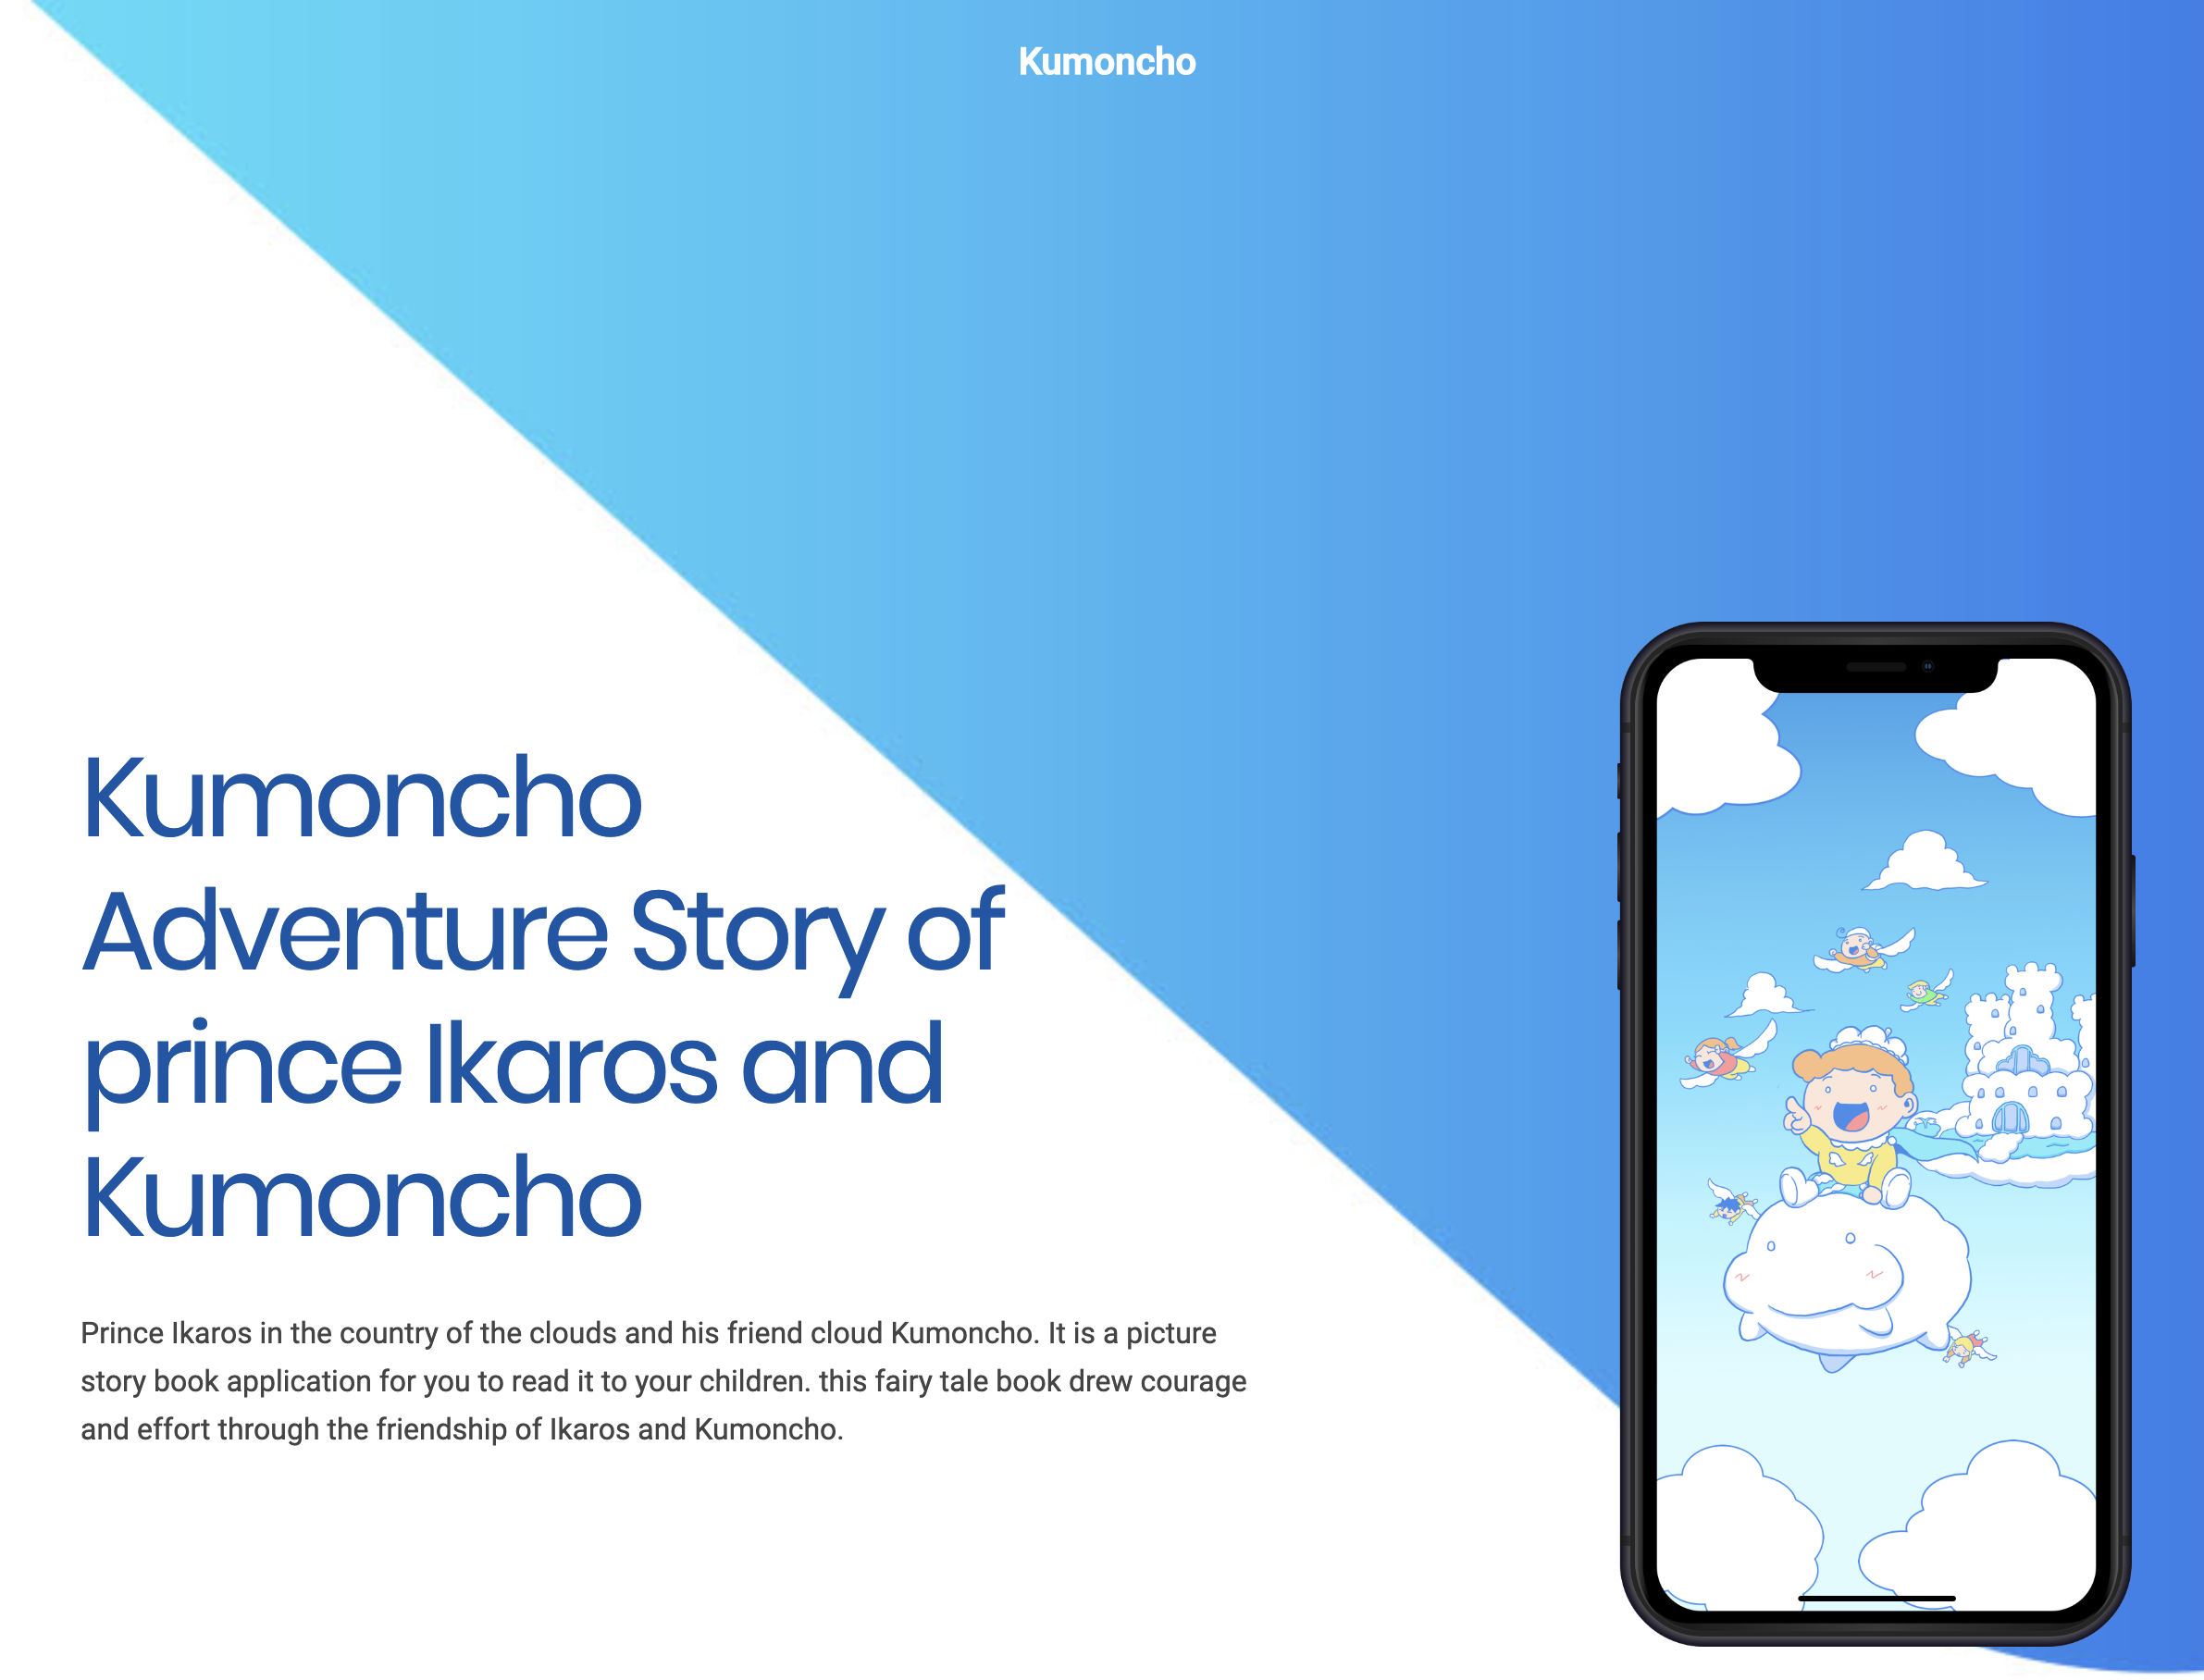 Kumoncho
Kumoncho
Adventure Story of
prince Ikaros and
Kumoncho
Prince Ikaros in the country of the clouds and his friend cloud Kumoncho. It is a picture
story book application for you to read it to your children. this fairy tale book drew courage
and effort through the friendship of Ikaros and Kumoncho.